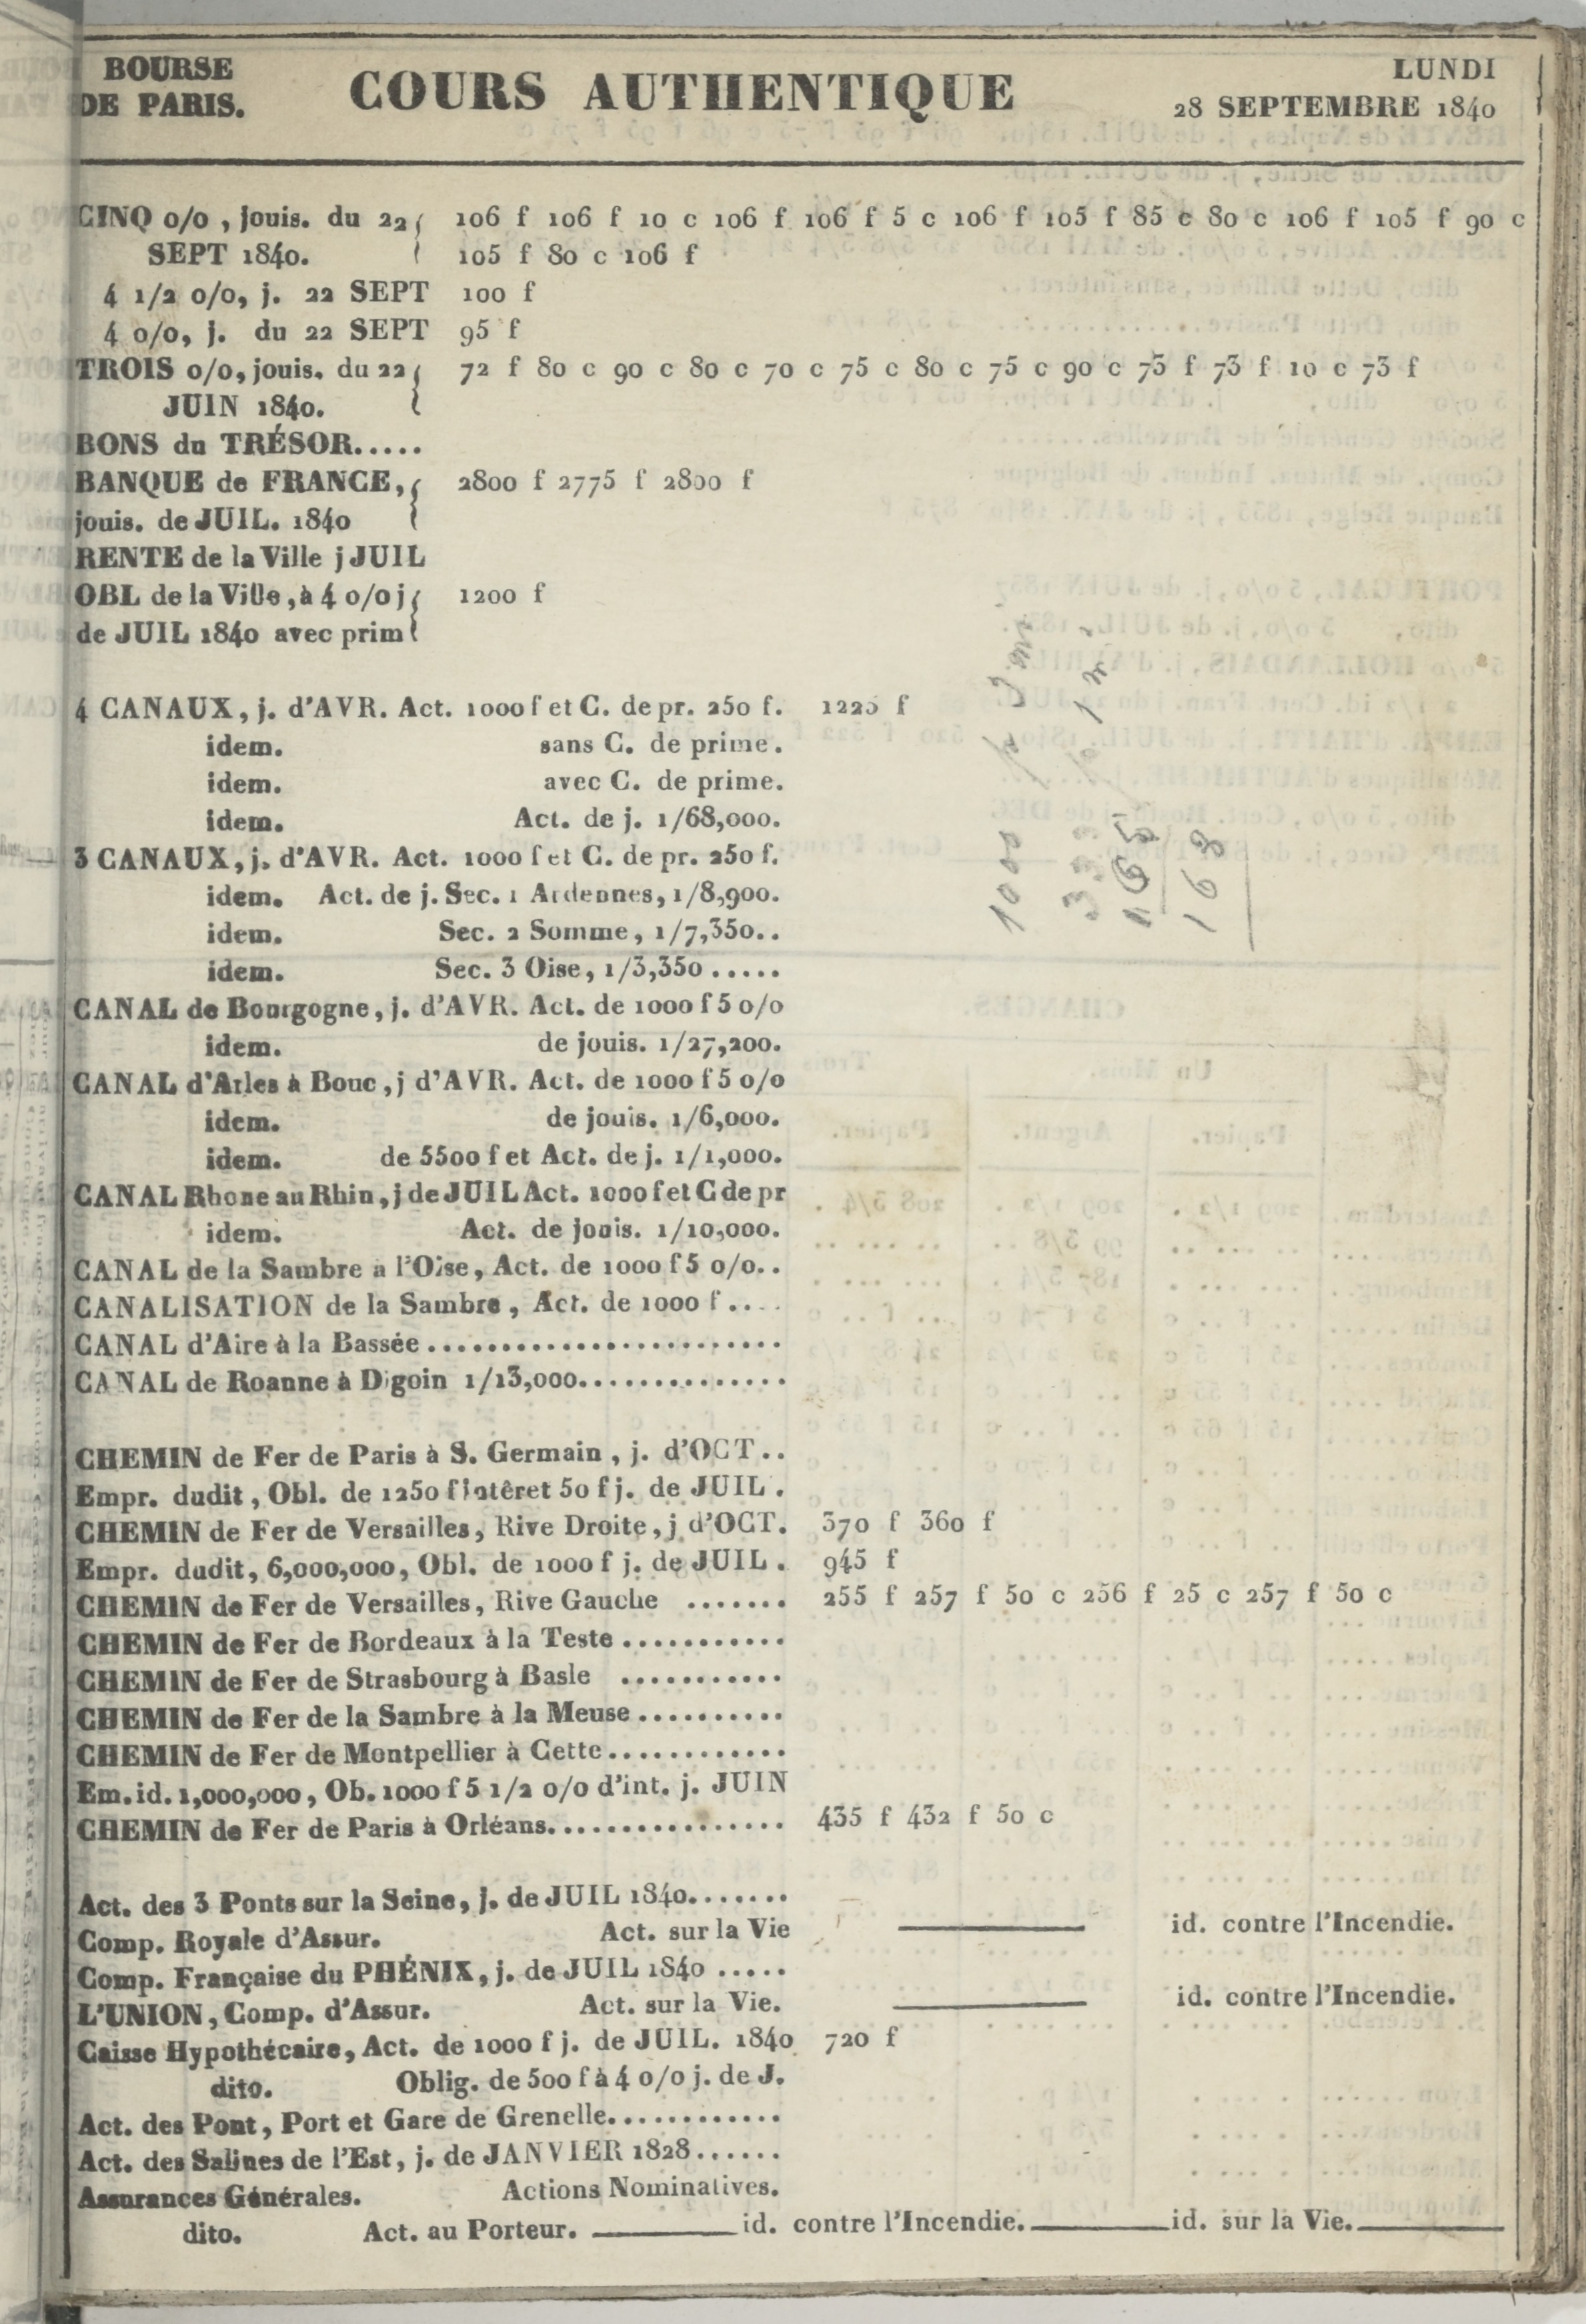 BOURSE
DE PARIS.
COURS AUTHENTIQUE
LUNDI
28 SEPTEMBRE 1840
CINQ o/o, jouis. du 22 106 f 106 f 10 c 106 f 106 f 5 c 106 f 105 f 85 c 80 c 106 f 105 f 90 c
SEPT 1840. 105 f 80 c 106 f
4 1/2 o/o, j. 22 SEPT 100 f
4 o/o, j. du 22 SEPT 95 f
TROIS o/o, jouis. du 22 72 f 80 c 90 c 80 c 70 c 75 c 80 c 75 c 90 c 73 f 73 f 10 c 73 f
JUIN 1840.
BONS du TRÉSOR.....
BANQUE de FRANCE, 2800 f 2775 f 2800 f
jouis. de JUIL. 1840
RENTE de la Ville j JUIL
OBL de la Ville, à 4 o/o j 1200 f
de JUIL 1840 avec prim
4 CANAUX, j. d'AVR. Act. 1000 f et C. de pr. 250 f. 1225 f
idem. sans C. de prime.
idem. avec C. de prime.
idem. Act. de j. 1/68,000.
3 CANAUX, j. d'AVR. Act. 1000 f et C. de pr. 250 f.
idem. Act. de j. Sec. 1 Ardennes, 1/8,900.
idem. Sec. 2 Somme, 1/7,350..
idem. Sec. 3 Oise, 1/3,350.....
CANAL de Bourgogne, j. d'AVR. Act. de 1000 f 5 o/o
idem. de jouis. 1/27,200.
CANAL d'Arles à Bouc, j d'AVR. Act. de 1000 f 5 o/o
idem. de jouis. 1/6,000.
idem. de 5500 f et Act. de j. 1/1,000.
CANAL Rhone au Rhin, j de JUIL Act. 1000 f et C de pr
idem. Act. de jouis. 1/10,000.
CANAL de la Sambre a l'Oise, Act. de 1000 f 5 o/o..
CANALISATION de la Sambre, Act. de 1000 f....
CANAL d'Aire à la Bassée........................
CANAL de Roanne à Digoin 1/13,000..............
CHEMIN de Fer de Paris à S. Germain, j. d'OCT..
Empr. dudit, Obl. de 1250 f intêret 50 f j. de JUIL.
CHEMIN de Fer de Versailles, Rive Droite, j d'OCT. 370 f 360 f
Empr. dudit, 6,000,000, Obl. de 1000 f j. de JUIL. 945 f
CHEMIN de Fer de Versailles, Rive Gauche ....... 255 f 257 f 50 c 256 f 25 c 257 f 50 c
CHEMIN de Fer de Bordeaux à la Teste...........
CHEMIN de Fer de Strasbourg à Basle ...........
CHEMIN de Fer de la Sambre à la Meuse..........
CHEMIN de Fer de Montpellier à Cette............
Em. id. 1,000,000, Ob. 1000 f 5 1/2 o/o d'int. j. JUIN
CHEMIN de Fer de Paris à Orléans................ 435 f 432 f 50 c
Act. des 3 Ponts sur la Seine, j. de JUIL 1840.......
Comp. Royale d'Assur. Act. sur la Vie id. contre l'Incendie.
Comp. Française du PHÉNIX, j. de JUIL 1840.....
L'UNION, Comp. d'Assur. Act. sur la Vie. id. contre l'Incendie.
Caisse Hypothécaire, Act. de 1000 f j. de JUIL. 1840 720 f
dito. Oblig. de 500 f à 4 o/o j. de J.
Act. des Pont, Port et Gare de Grenelle............
Act. des Salines de l'Est, j. de JANVIER 1828......
Assurances Générales. Actions Nominatives.
dito. Act. au Porteur. id. contre l'Incendie. id. sur la Vie.
1000
333
165
168